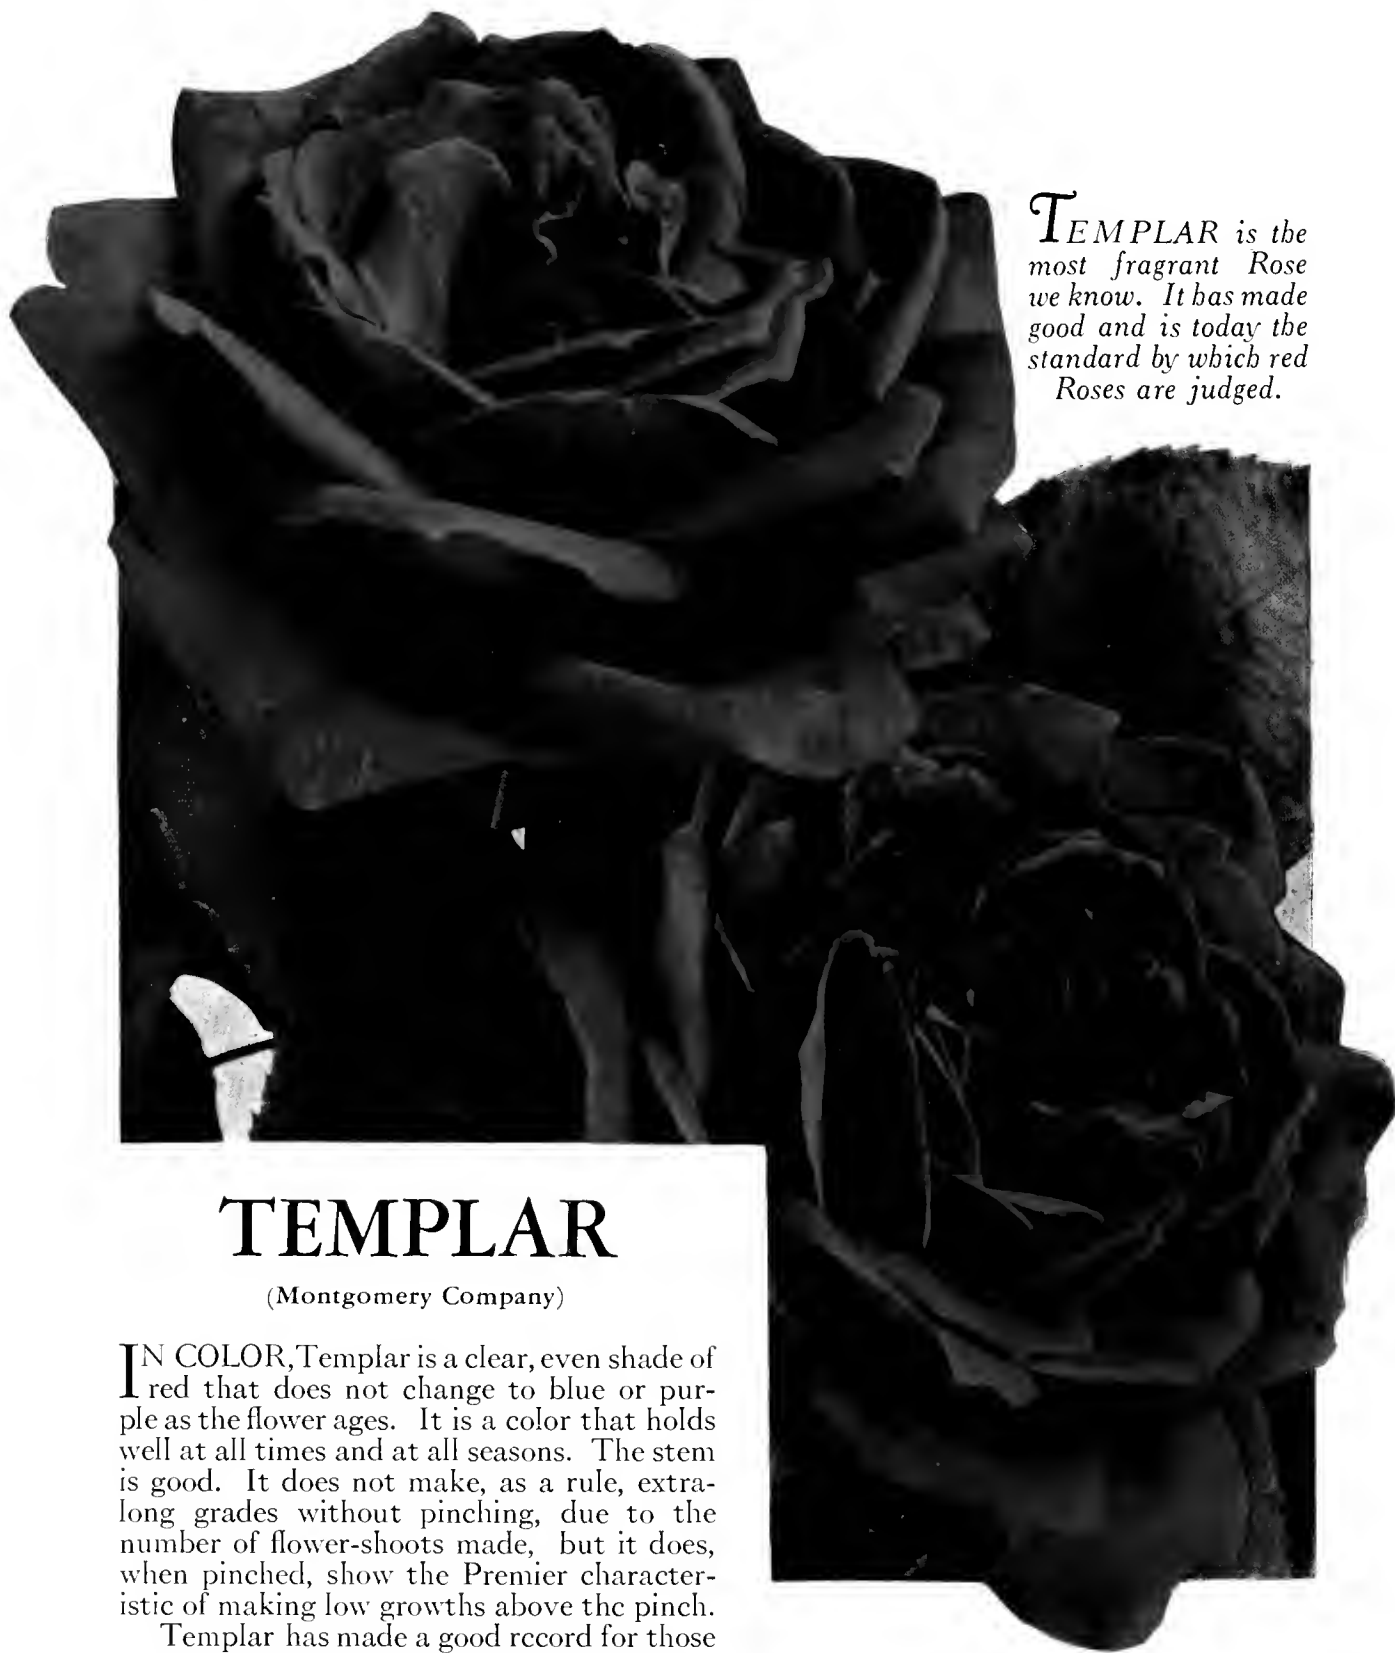 TEMPLAR is the
most fragrant Rose
we know. It has made
good and is today the
standard by which red
Roses are judged.
TEMPLAR
(Montgomery Company)
IN COLOR, Templar is a clear, even shade of
red that does not change to blue or pur-
ple as the flower ages. It is a color that holds
well at all times and at all seasons. The stem
is good. It does not make, as a rule, extra-
long grades without pinching, due to the
number of flower-shoots made, but it does,
when pinched, show the Premier character-
istic of making low growths above the pinch.
Templar has made a good record for those